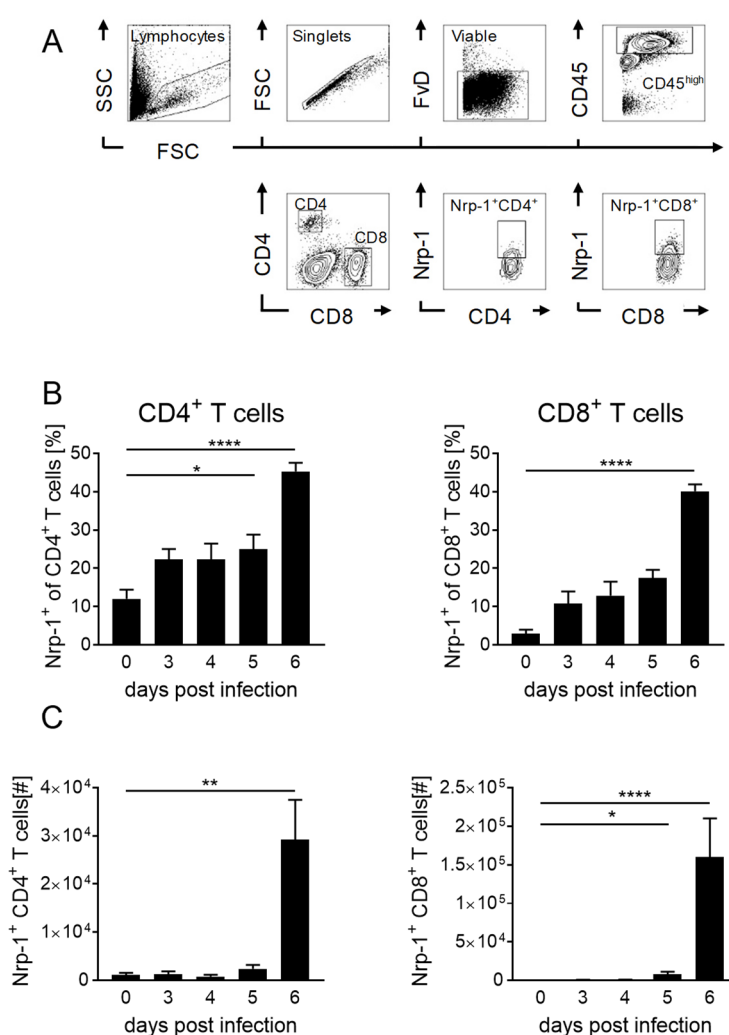 A
SSC
Lymphocytes
FSC
FSC
Singlets
FvD
Viable
CD45
CD45high
CD4
CD4
CD8
CD8
Nrp-1
Nrp-1+CD4+
CD4
Nrp-1
Nrp-1+CD8+
CD8
B
CD4+ T cells
Nrp-1+ of CD4+ T cells [%]
50
40
30
20
10
0
****
*
0 3 4 5 6
days post infection
CD8+ T cells
Nrp-1+ of CD8+ T cells [%]
50
40
30
20
10
0
****
0 3 4 5 6
days post infection
C
Nrp-1+ CD4+ T cells[#]
4×10⁴
3×10⁴
2×10⁴
1×10⁴
0
**
0 3 4 5 6
days post infection
Nrp-1+ CD8+ T cells[#]
2.5×10⁵
2×10⁵
1.5×10⁵
1×10⁵
5×10⁴
0
****
*
0 3 4 5 6
days post infection